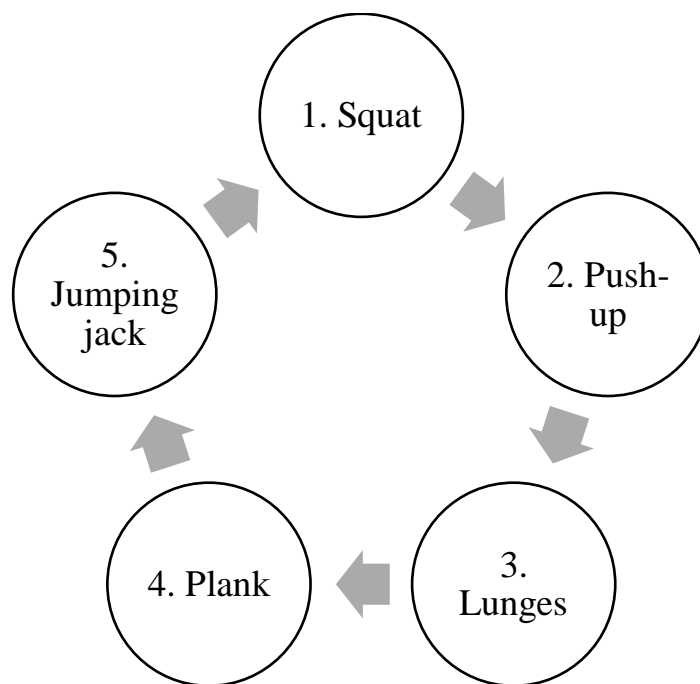 1. Squat
2. Push-
up
3.
Lunges
4. Plank
5.
Jumping
jack